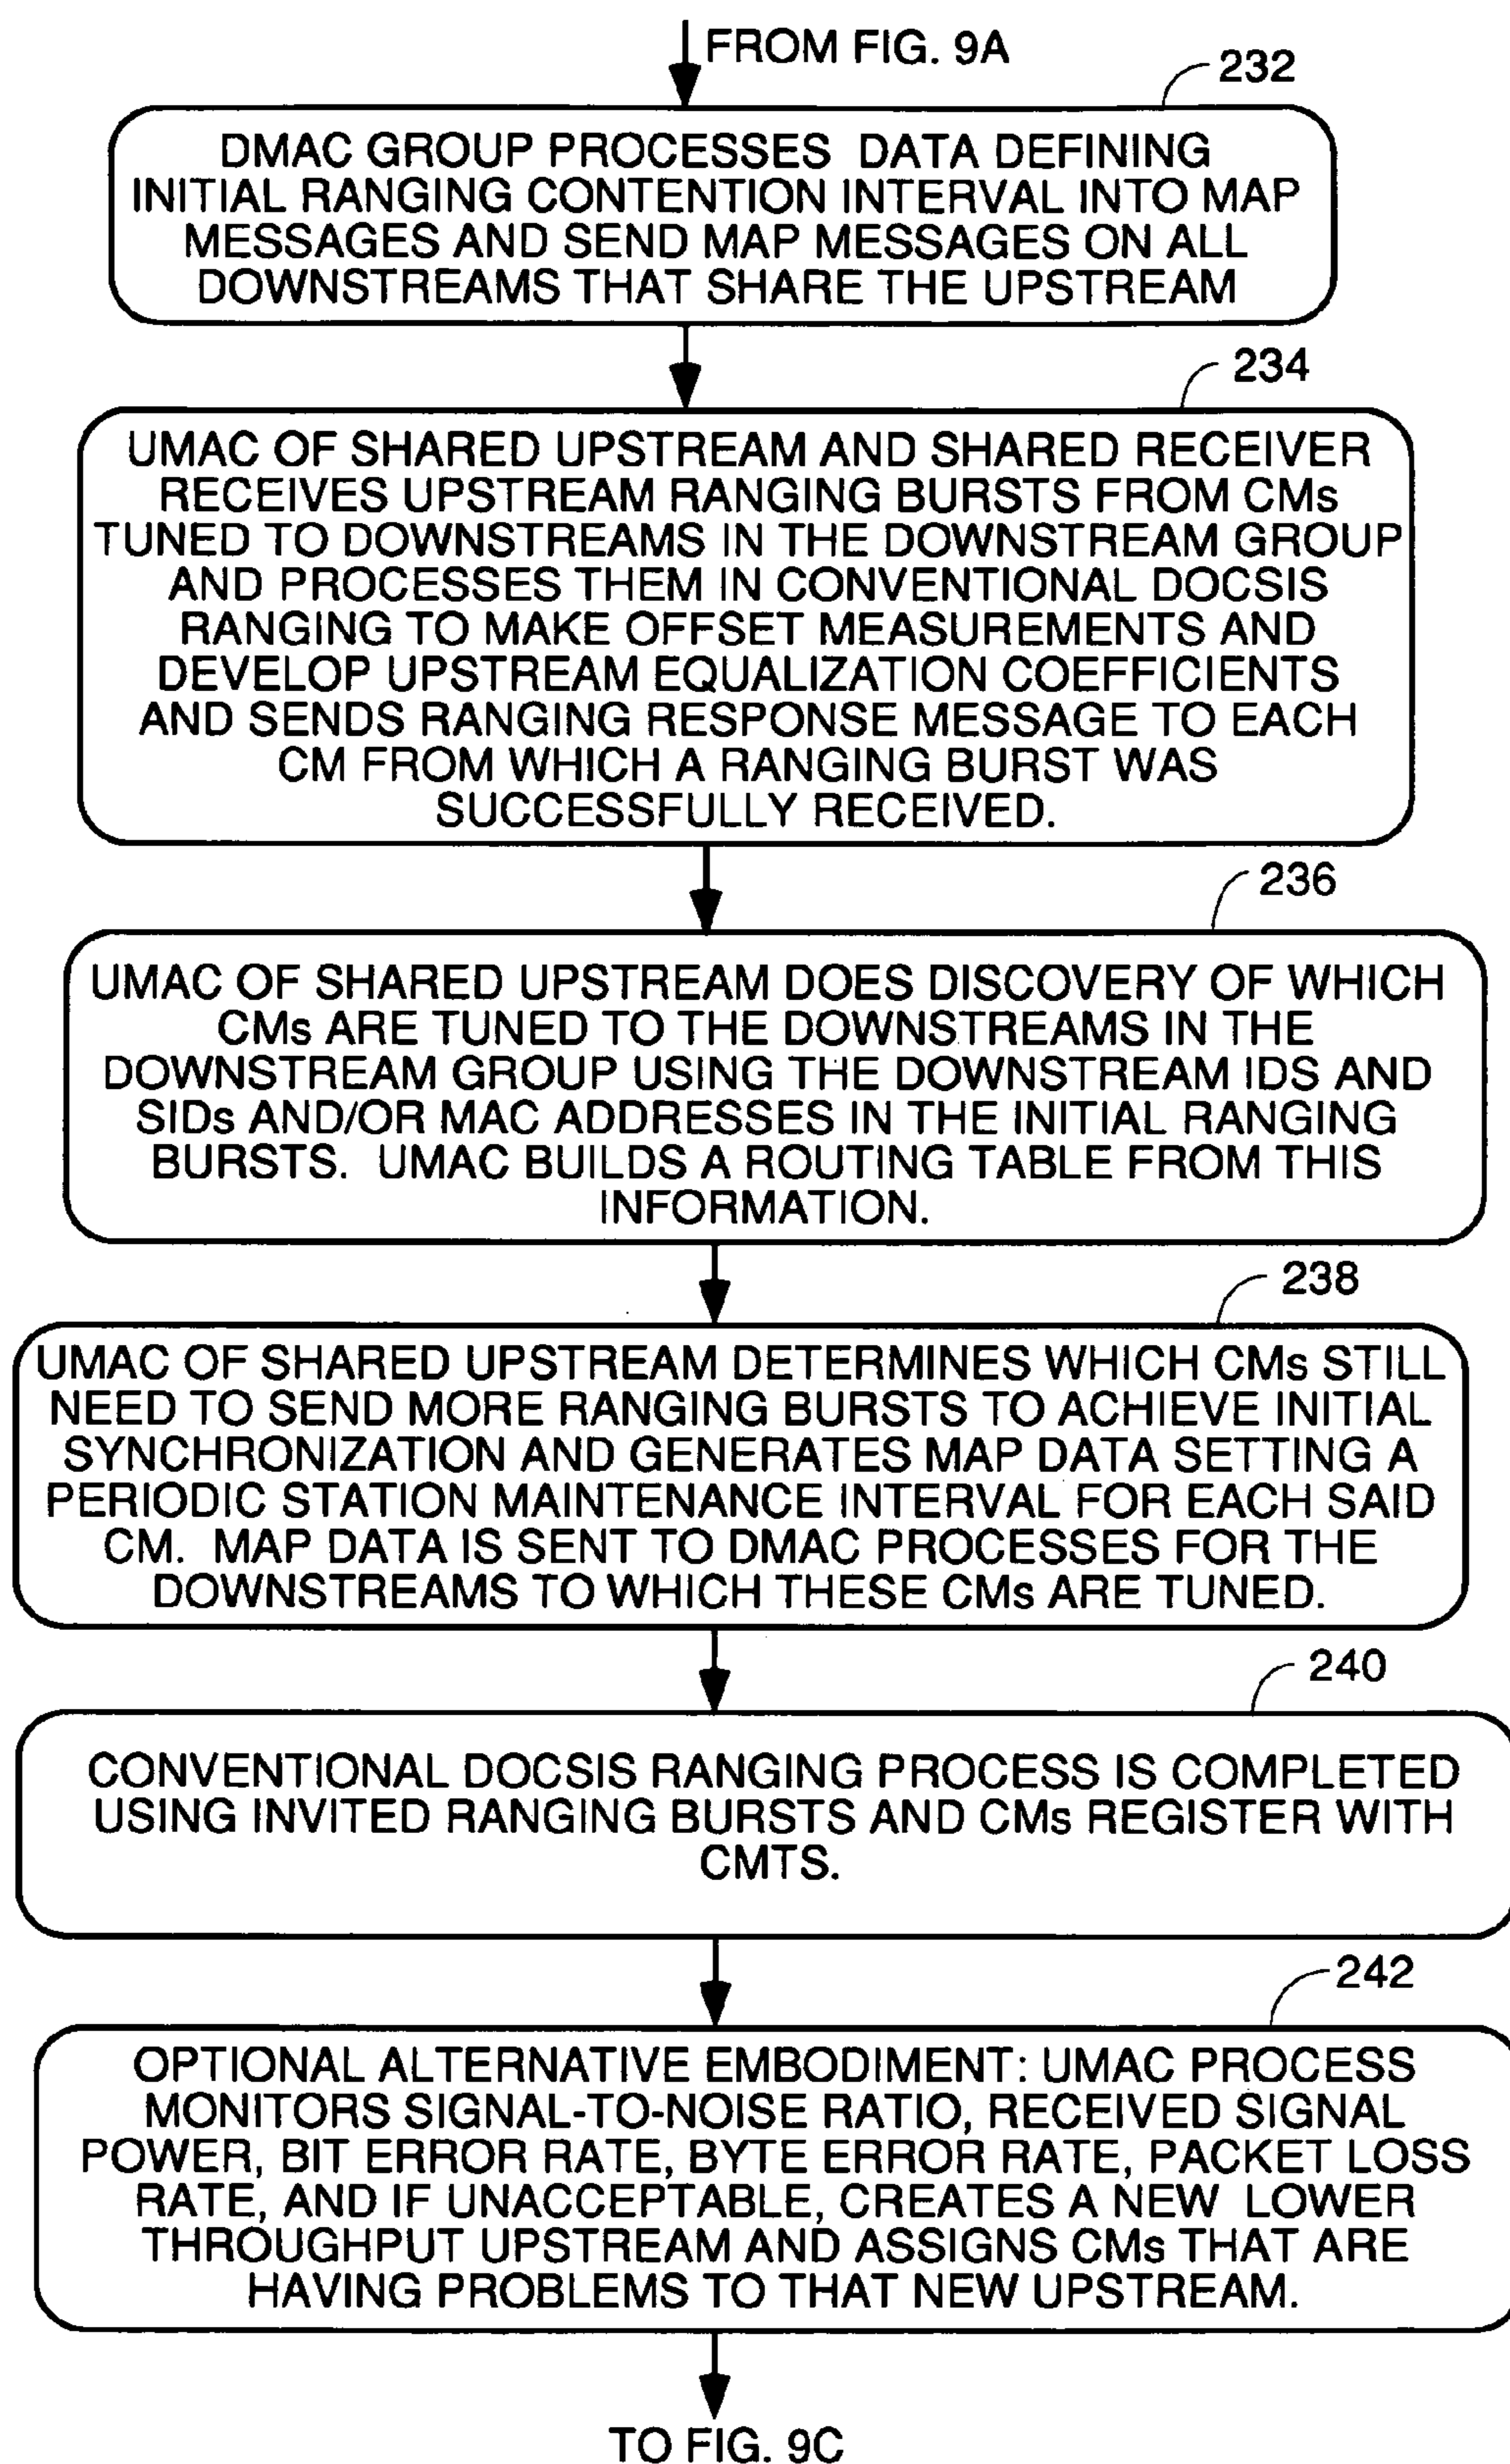 FROM FIG. 9A
232
DMAC GROUP PROCESSES DATA DEFINING
INITIAL RANGING CONTENTION INTERVAL INTO MAP
MESSAGES AND SEND MAP MESSAGES ON ALL
DOWNSTREAMS THAT SHARE THE UPSTREAM
234
UMAC OF SHARED UPSTREAM AND SHARED RECEIVER
RECEIVES UPSTREAM RANGING BURSTS FROM CMs
TUNED TO DOWNSTREAMS IN THE DOWNSTREAM GROUP
AND PROCESSES THEM IN CONVENTIONAL DOCSIS
RANGING TO MAKE OFFSET MEASUREMENTS AND
DEVELOP UPSTREAM EQUALIZATION COEFFICIENTS
AND SENDS RANGING RESPONSE MESSAGE TO EACH
CM FROM WHICH A RANGING BURST WAS
SUCCESSFULLY RECEIVED.
236
UMAC OF SHARED UPSTREAM DOES DISCOVERY OF WHICH
CMs ARE TUNED TO THE DOWNSTREAMS IN THE
DOWNSTREAM GROUP USING THE DOWNSTREAM IDS AND
SIDs AND/OR MAC ADDRESSES IN THE INITIAL RANGING
BURSTS. UMAC BUILDS A ROUTING TABLE FROM THIS
INFORMATION.
238
UMAC OF SHARED UPSTREAM DETERMINES WHICH CMs STILL
NEED TO SEND MORE RANGING BURSTS TO ACHIEVE INITIAL
SYNCHRONIZATION AND GENERATES MAP DATA SETTING A
PERIODIC STATION MAINTENANCE INTERVAL FOR EACH SAID
CM. MAP DATA IS SENT TO DMAC PROCESSES FOR THE
DOWNSTREAMS TO WHICH THESE CMs ARE TUNED.
240
CONVENTIONAL DOCSIS RANGING PROCESS IS COMPLETED
USING INVITED RANGING BURSTS AND CMs REGISTER WITH
CMTS.
242
OPTIONAL ALTERNATIVE EMBODIMENT: UMAC PROCESS
MONITORS SIGNAL-TO-NOISE RATIO, RECEIVED SIGNAL
POWER, BIT ERROR RATE, BYTE ERROR RATE, PACKET LOSS
RATE, AND IF UNACCEPTABLE, CREATES A NEW LOWER
THROUGHPUT UPSTREAM AND ASSIGNS CMs THAT ARE
HAVING PROBLEMS TO THAT NEW UPSTREAM.
TO FIG. 9C